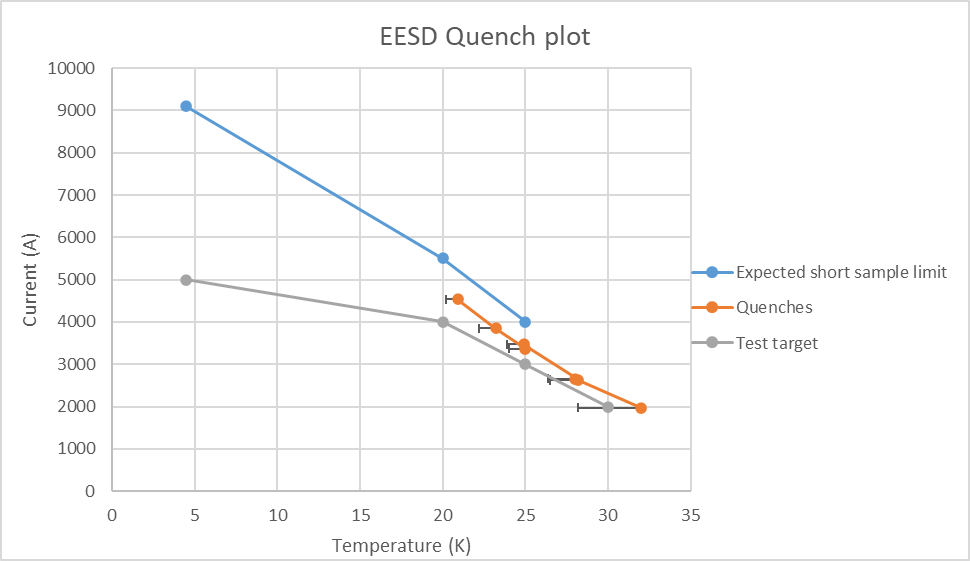 EESD Quench plot
10000
9000
8000
7000
6000
5000
4000
3000
2000
1000
0
Current (A)
0 5 10 15 20 25 30 35
Temperature (K)
Expected short sample limit
Quenches
Test target